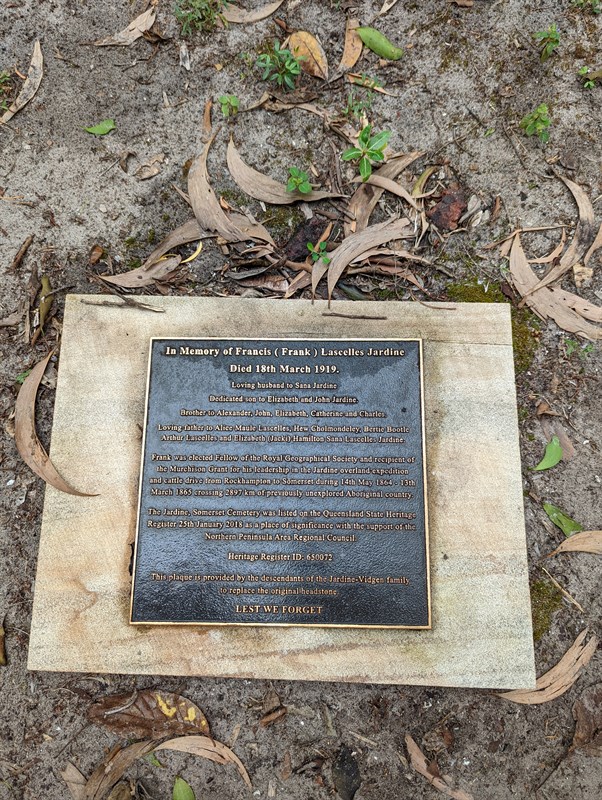 In Memory of Francis ( Frank ) Lascelles Jardine
Died 18th March 1919.
Loving husband to Sana Jardine
Dedicated son to Elizabeth and John Jardine.
Brother to Alexander, John, Elizabeth, Catherine and Charles.
Loving father to Alice Maule Lascelles, Hew Cholmondeley, Bertie Bootle
Arthur Lascelles and Elizabeth (Jack) Hamilton Sana Lascelles Jardine.
Frank was elected Fellow of the Royal Geographical Society and recipient of
the Murchison Grant for his leadership in the Jardine overland expedition
and cattle drive from Rockhampton to Somerset during 14th May 1864 - 13th
March 1865 crossing 2897 km of previously unexplored Aboriginal country.
The Jardine, Somerset Cemetery was listed on the Queensland State Heritage
Register 25th January 2018 as a place of significance with the support of the
Northern Peninsula Area Regional Council.
Heritage Register ID: 650072
This plaque is provided by the descendants of the Jardine-Vidgen family
to replace the original headstone.
LEST WE FORGET